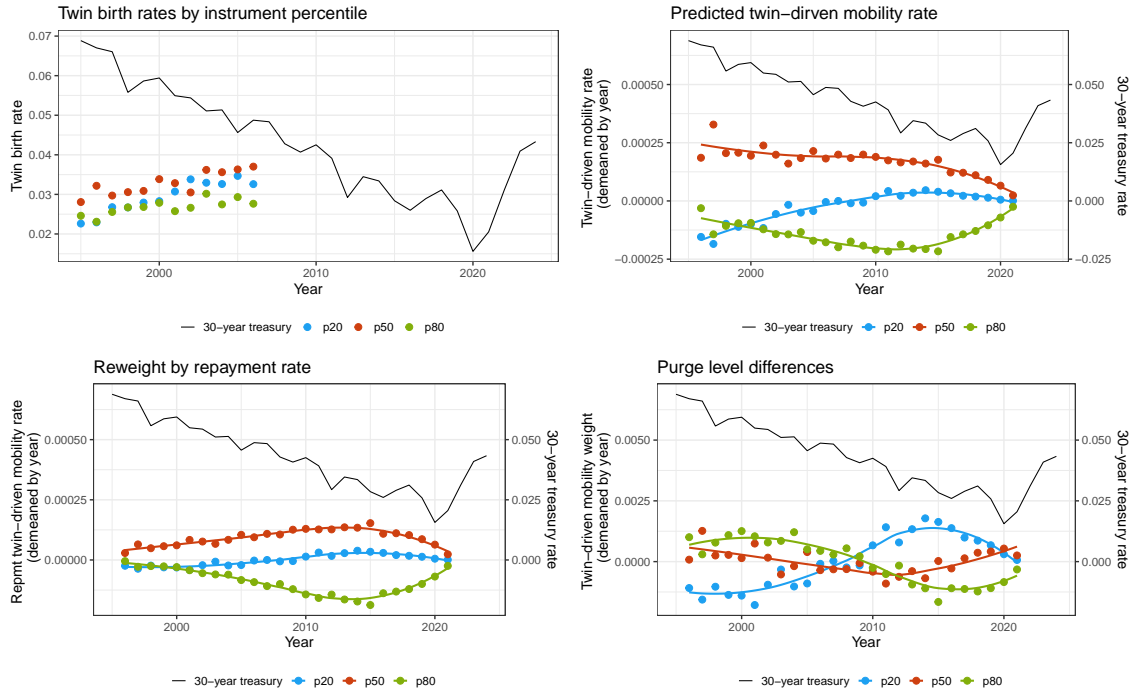 Twin birth rates by instrument percentile
Twin birth rate
0.07
0.06
0.05
0.04
0.03
0.02
2000
2010
2020
Year
30−year treasury
p20
p50
p80
Predicted twin−dirven mobility rate
Twin−driven mobility rate
(demeaned by year)
0.00050
0.00025
0.00000
−0.00025
0.050
0.025
0.000
−0.025
30−year treasury rate
2000
2010
2020
Year
30−year treasury
p20
p50
p80
Reweight by repayment rate
Repmt twin−driven mobility rate
(demeaned by year)
0.00050
0.00025
0.00000
0.050
0.025
0.000
30−year treasury rate
2000
2010
2020
Year
30−year treasury
p20
p50
p80
Purge level differences
Twin−driven mobility weight
(demeaned by year)
0.0050
0.0025
0.0000
0.050
0.025
0.000
30−year treasury rate
2000
2010
2020
Year
30−year treasury
p20
p50
p80